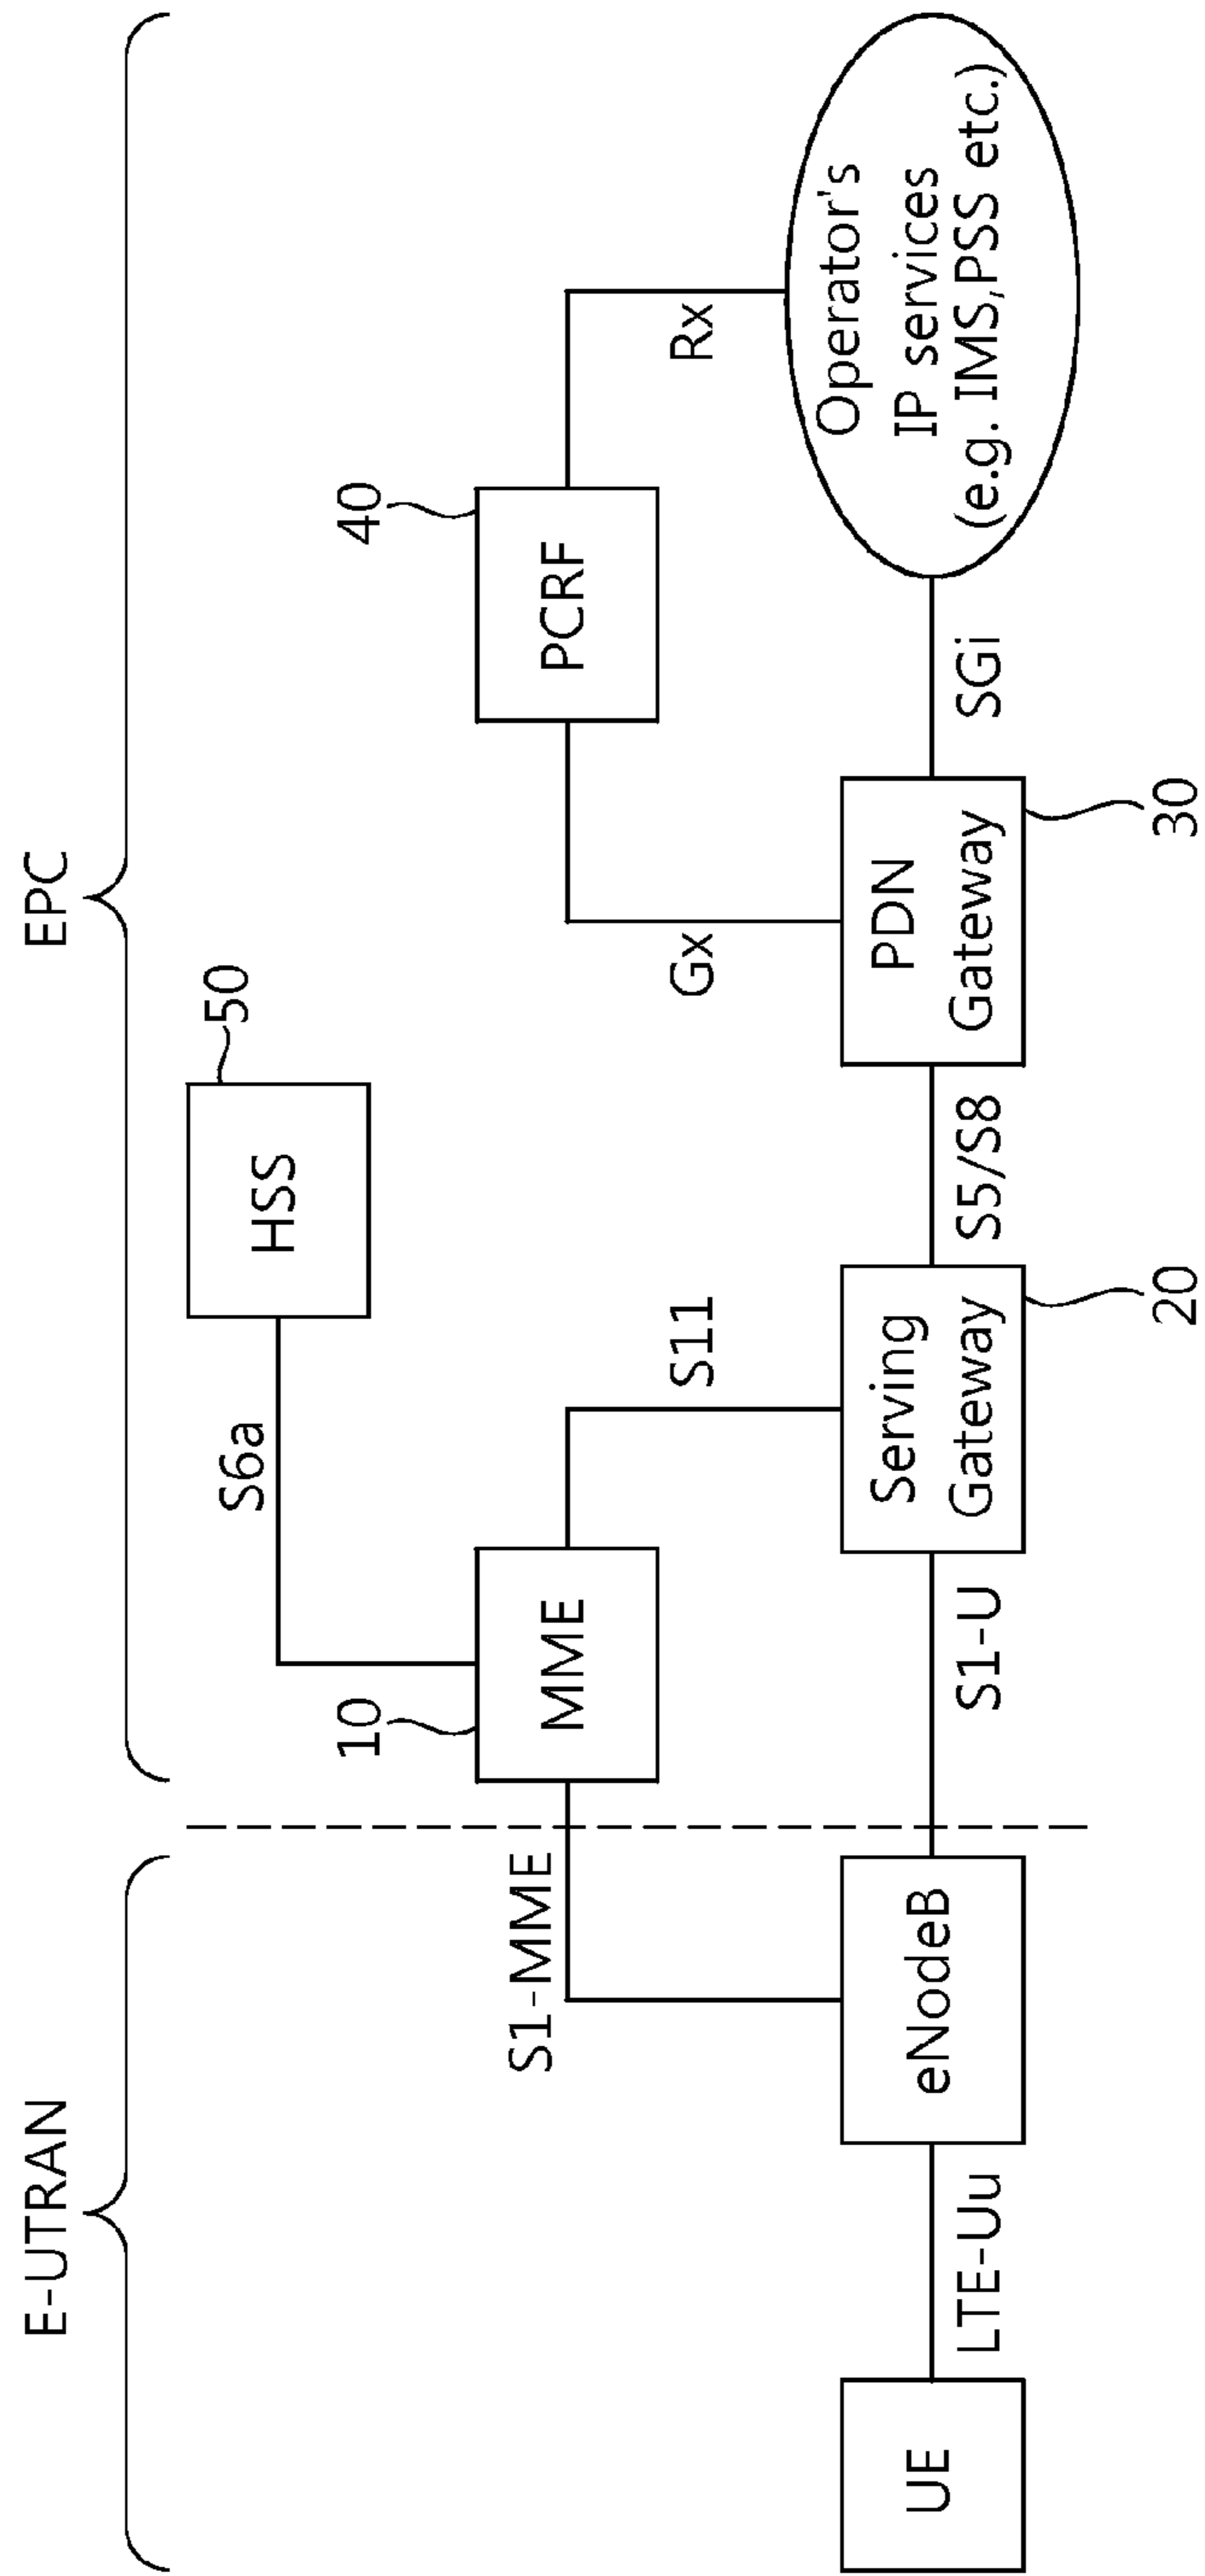 E-UTRAN
EPC
50
HSS
S6a
10
40
MME
PCRF
S1-MME
S11
Gx
Rx
UE
eNodeB
Serving
Gateway
PDN
Gateway
Operator's
IP services
(e.g. IMS,PSS etc.)
LTE-Uu
S1-U
S5/S8
SGi
20
30